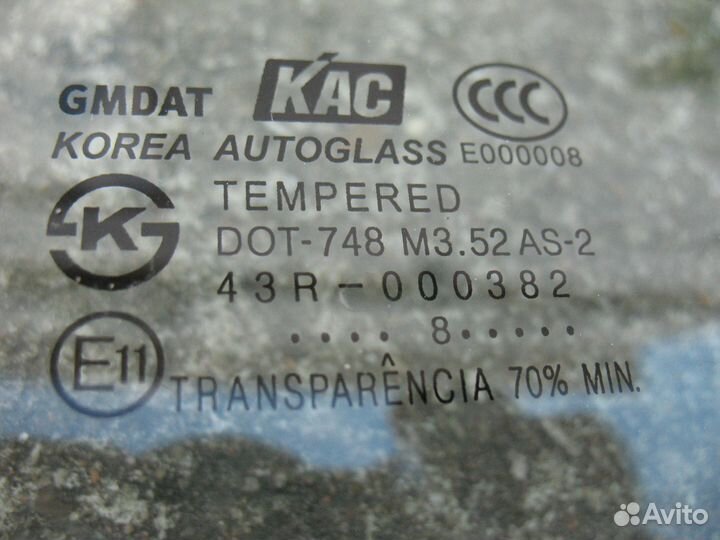 GMDAT KAC CCC
KOREA AUTOGLASS E000008
TEMPERED
K
DOT-748 M3.52 AS-2
43R-000382
.... 8.....
E11
TRANSPARÊNCIA 70% MIN.
Avito